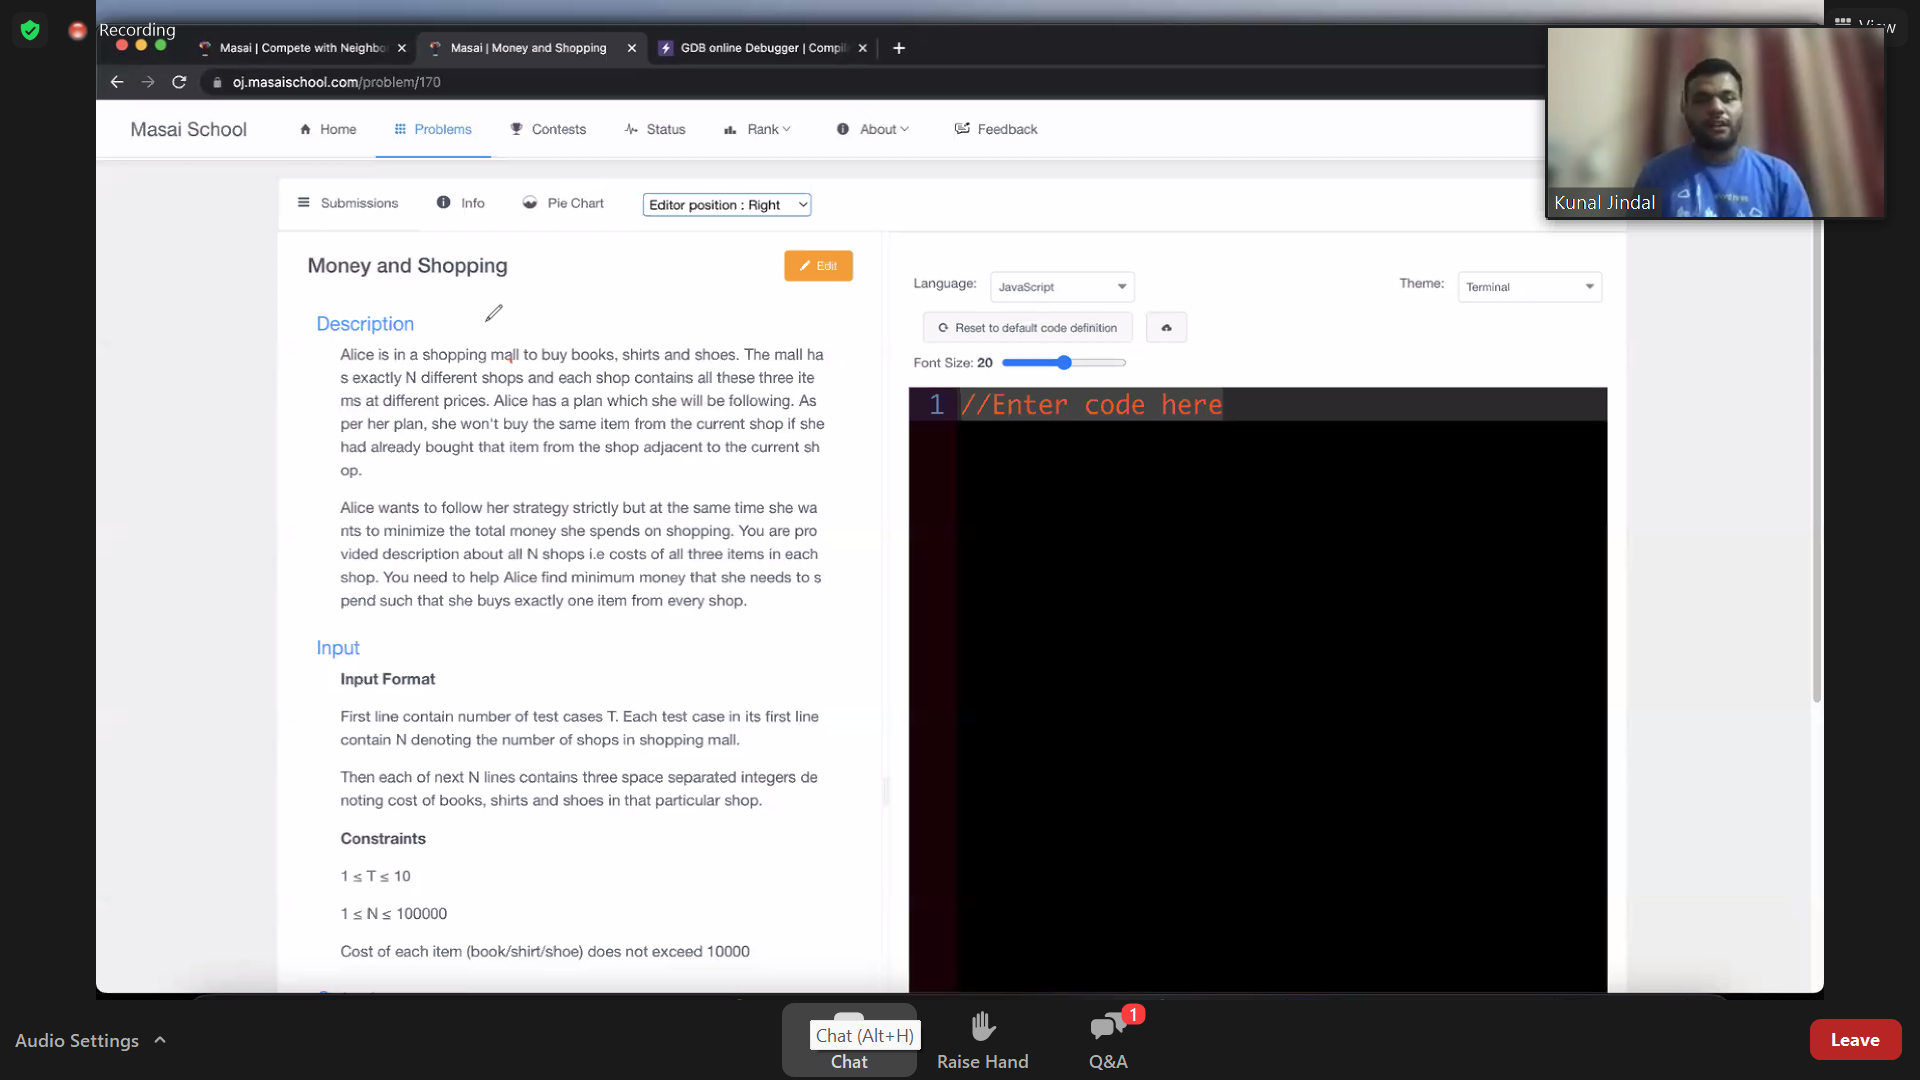 Recording
View
Masai | Compete with Neighbo
Masai | Money and Shopping
GDB online Debugger | Compil
oj.masaischool.com/problem/170
Kunal Jindal
Masai School
Home
Problems
Contests
Status
Rank
About
Feedback
Submissions
Info
Pie Chart
Editor position : Right
Money and Shopping
Edit
Description
Alice is in a shopping mall to buy books, shirts and shoes. The mall ha
s exactly N different shops and each shop contains all these three ite
ms at different prices. Alice has a plan which she will be following. As
per her plan, she won't buy the same item from the current shop if she
had already bought that item from the shop adjacent to the current sh
op.
Alice wants to follow her strategy strictly but at the same time she wa
nts to minimize the total money she spends on shopping. You are pro
vided description about all N shops i.e costs of all three items in each
shop. You need to help Alice find minimum money that she needs to s
pend such that she buys exactly one item from every shop.
Input
Input Format
First line contain number of test cases T. Each test case in its first line
contain N denoting the number of shops in shopping mall.
Then each of next N lines contains three space separated integers de
noting cost of books, shirts and shoes in that particular shop.
Constraints
1 ≤ T ≤ 10
1 ≤ N ≤ 100000
Cost of each item (book/shirt/shoe) does not exceed 10000
Language:
JavaScript
Theme:
Terminal
Reset to default code definition
Font Size: 20
1 //Enter code here
Audio Settings
Chat (Alt+H)
Chat
Raise Hand
1
Q&A
Leave